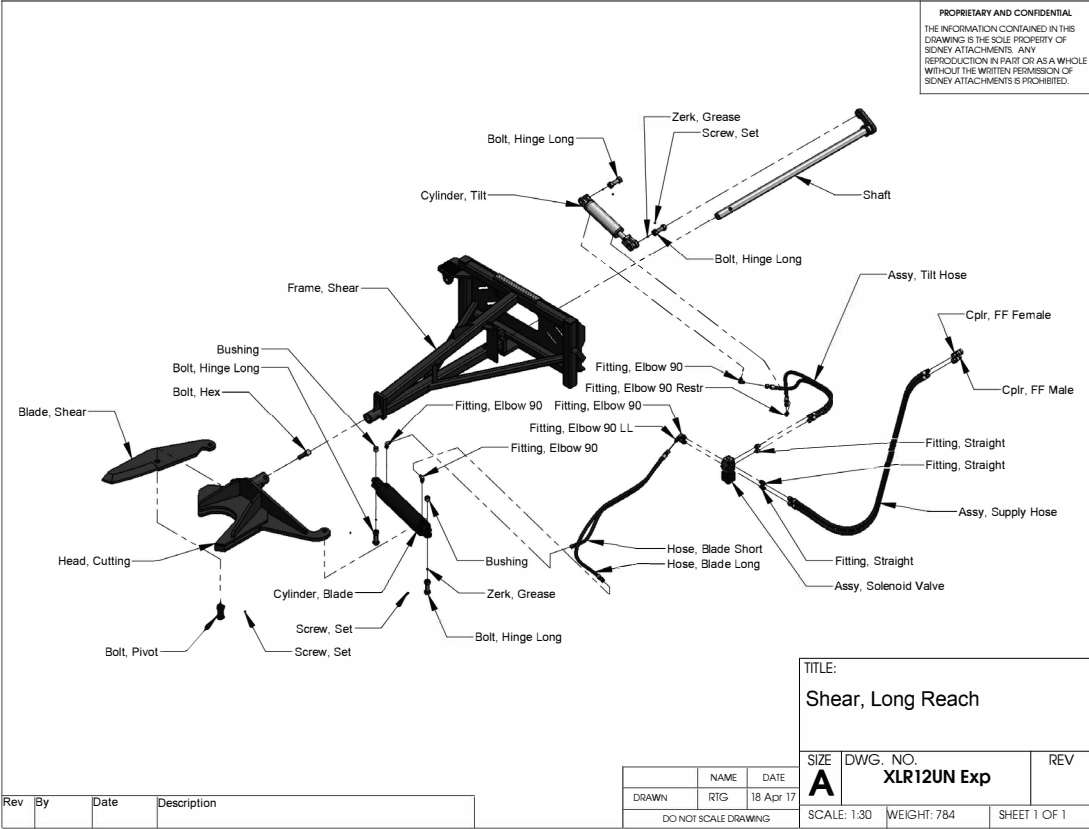 PROPRIETARY AND CONFIDENTIAL
THE INFORMATION CONTAINED IN THIS
DRAWING IS THE SOLE PROPERTY OF
SIDNEY ATTACHMENTS. ANY
REPRODUCTION IN PART OR AS A WHOLE
WITHOUT THE WRITTEN PERMISSION OF
SIDNEY ATTACHMENTS IS PROHIBITED.
Zerk, Grease
Screw, Set
Bolt, Hinge Long
Cylinder, Tilt
Shaft
Bolt, Hinge Long
Assy, Tilt Hose
Frame, Shear
Cplr, FF Female
Bushing
Bolt, Hinge Long
Bolt, Hex
Fitting, Elbow 90
Fitting, Elbow 90 Restr
Cplr, FF Male
Blade, Shear
Fitting, Elbow 90
Fitting, Elbow 90
Fitting, Elbow 90 LL
Fitting, Elbow 90
Fitting, Straight
Fitting, Straight
Assy, Supply Hose
Head, Cutting
Bushing
Hose, Blade Short
Hose, Blade Long
Fitting, Straight
Cylinder, Blade
Zerk, Grease
Assy, Solenoid Valve
Screw, Set
Bolt, Hinge Long
Bolt, Pivot
Screw, Set
TITLE:
Shear, Long Reach
SIZE DWG. NO. REV
A XLR12UN Exp
NAME DATE
DRAWN RTG 18 Apr 17
DO NOT SCALE DRAWING
SCALE: 1:30 WEIGHT: 784 SHEET 1 OF 1
Rev By Date Description